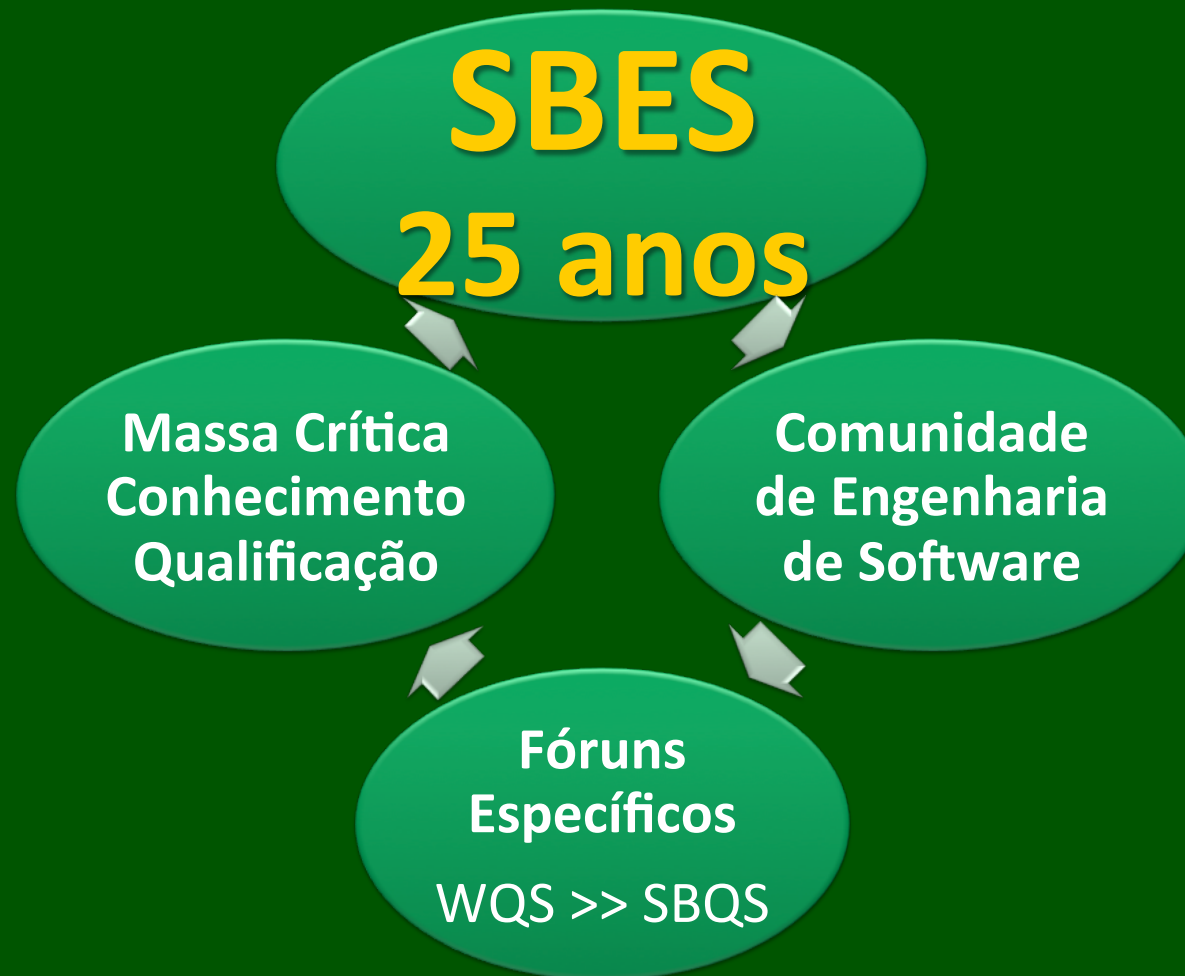 SBES
25 anos
Massa Crítica
Conhecimento
Qualificação
Comunidade
de Engenharia
de Software
Fóruns
Específicos
WQS >> SBQS